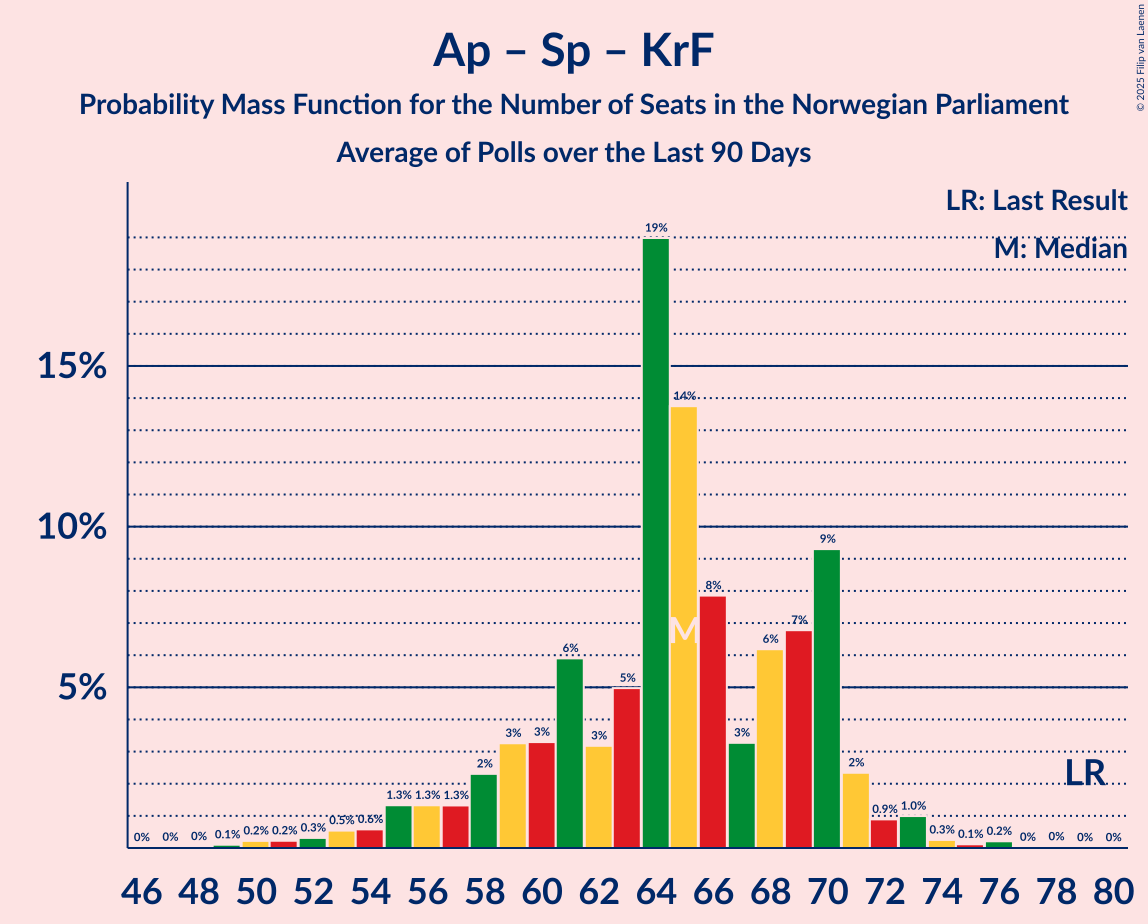 Ap – Sp – KrF
Probability Mass Function for the Number of Seats in the Norwegian Parliament
Average of Polls over the Last 90 Days
© 2025 Filip van Laenen
LR: Last Result
M: Median
15%
10%
5%
0% 0% 0% 0.1% 0.2% 0.2% 0.3% 0.5% 0.6% 1.3% 1.3% 1.3% 2% 3% 3% 6% 3% 5% 19% 14% 8% 3% 6% 7% 9% 2% 0.9% 1.0% 0.3% 0.1% 0.2% 0% 0% 0% 0%
M
LR
46 48 50 52 54 56 58 60 62 64 66 68 70 72 74 76 78 80